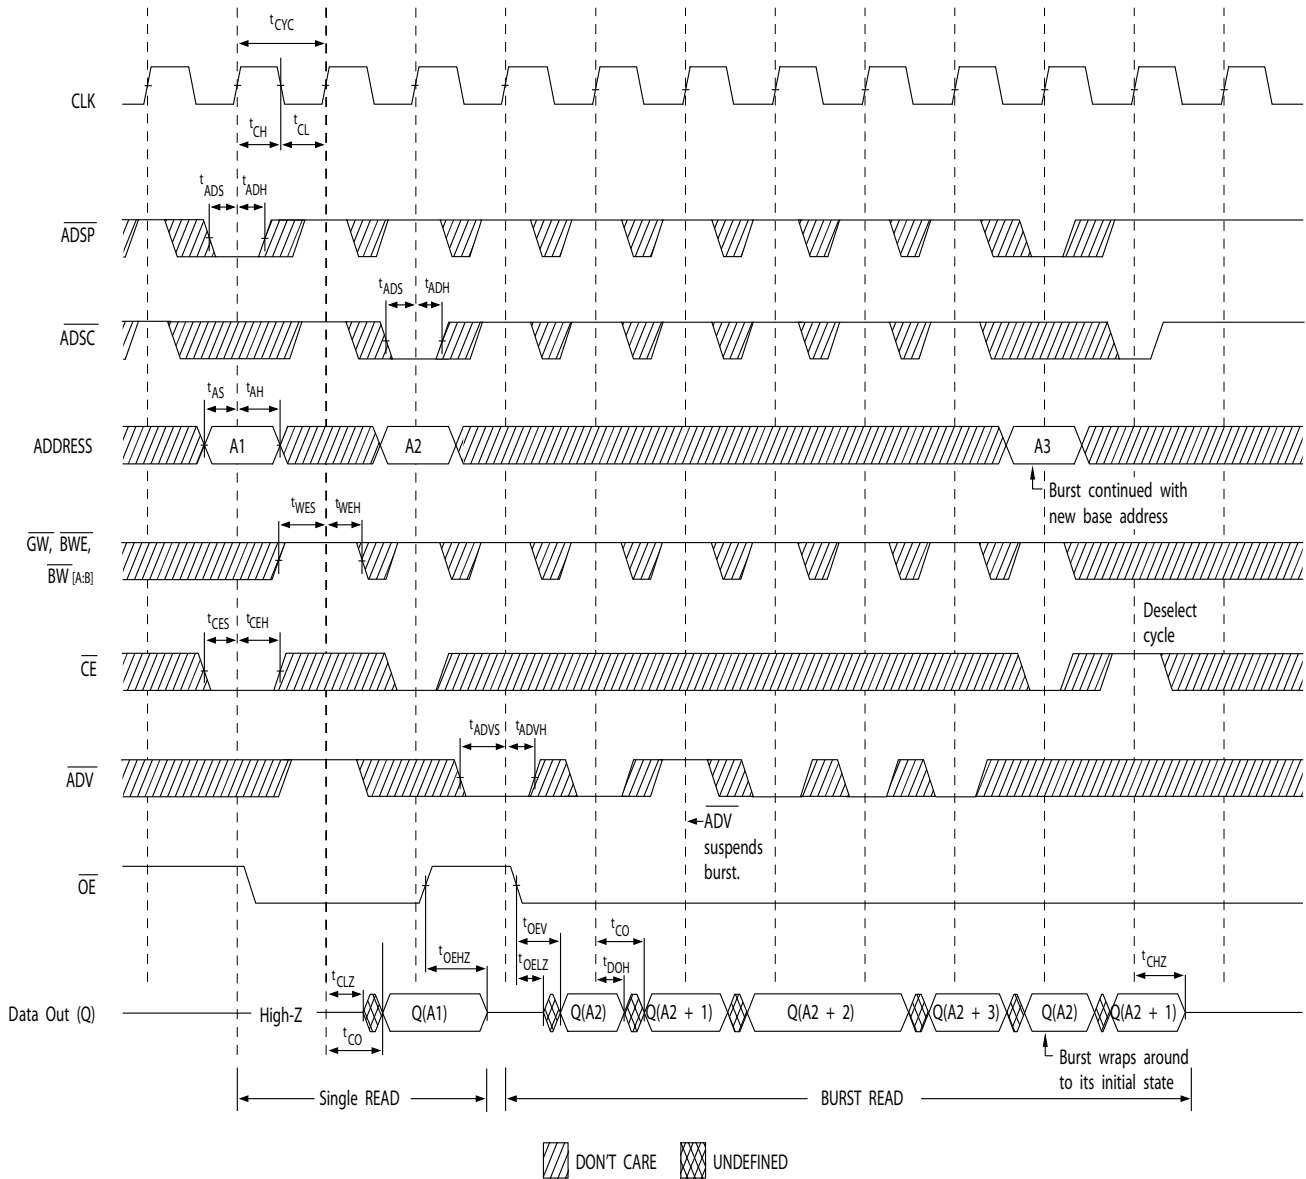 tCYC
CLK
tCH
tCL
tADS
tADH
ADSP
tADS
tADH
ADSC
tAS
tAH
ADDRESS
A1
A2
A3
Burst continued with
new base address
tWES
tWEH
GW, BWE,
BW [A:B]
Deselect
cycle
tCES
tCEH
CE
tADVS
tADVH
ADV
ADV
suspends
burst.
OE
tOEV
tCO
tOEHZ
tOELZ
tDOH
tCHZ
tCLZ
Data Out (Q)
High-Z
Q(A1)
Q(A2)
Q(A2 + 1)
Q(A2 + 2)
Q(A2 + 3)
Q(A2)
Q(A2 + 1)
tCO
Burst wraps around
to its initial state
Single READ
BURST READ
DON'T CARE
UNDEFINED